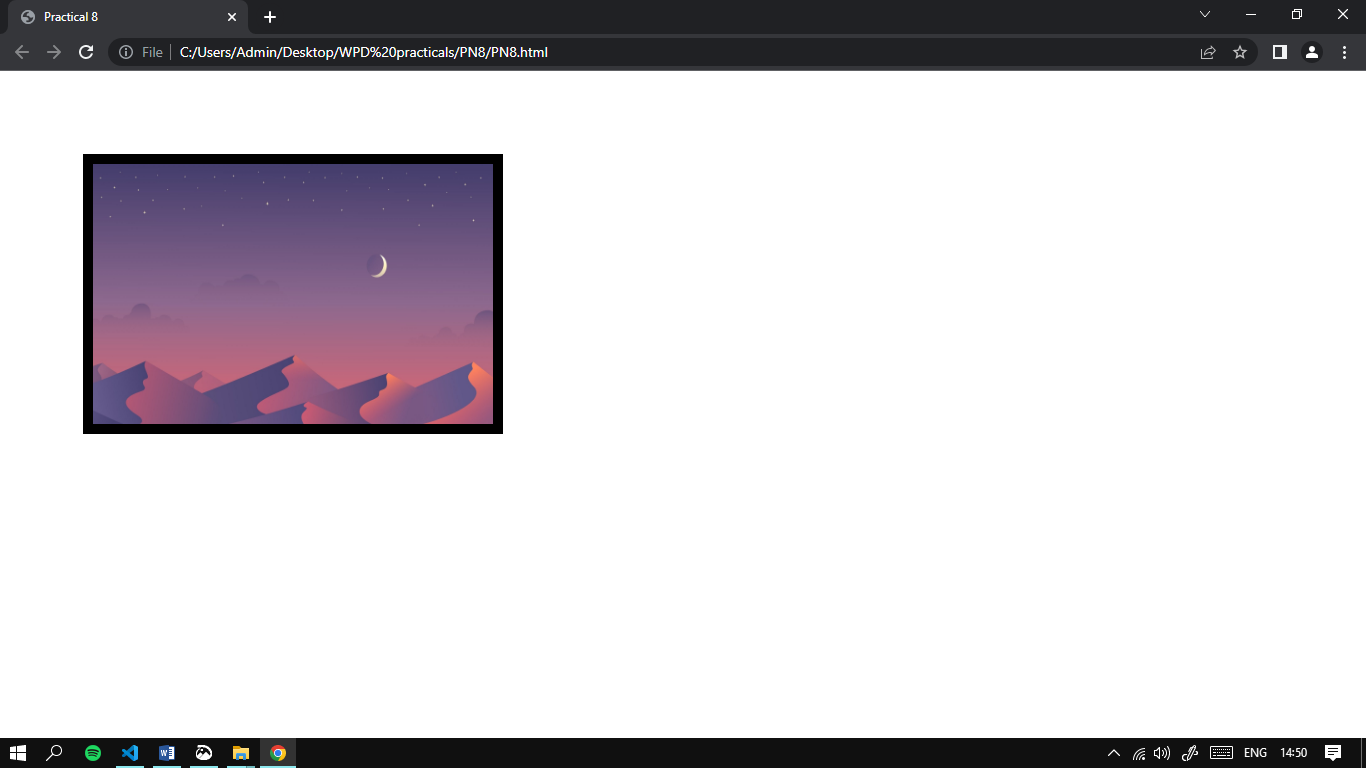 Practical 8
File
C:/Users/Admin/Desktop/WPD%20practicals/PN8/PN8.html
ENG
14:50